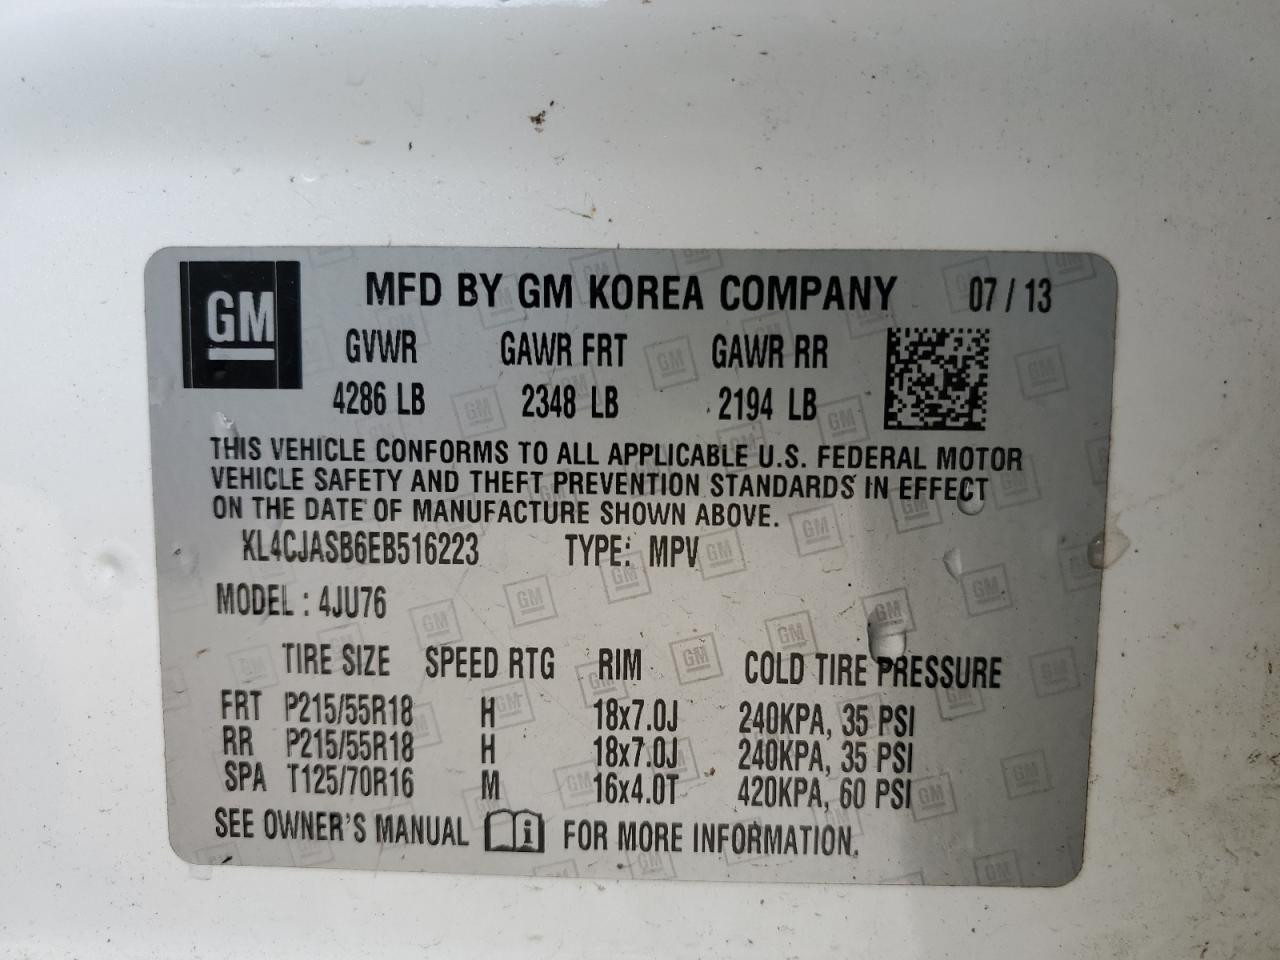 GM MFD BY GM KOREA COMPANY 07/13
GVWR GAWR FRT GAWR RR
4286 LB 2348 LB 2194 LB
THIS VEHICLE CONFORMS TO ALL APPLICABLE U.S. FEDERAL MOTOR
VEHICLE SAFETY AND THEFT PREVENTION STANDARDS IN EFFECT
ON THE DATE OF MANUFACTURE SHOWN ABOVE.
KL4CJASB6EB516223 TYPE: MPV
MODEL: 4JU76
TIRE SIZE SPEED RTG RIM COLD TIRE PRESSURE
FRT P215/55R18 H 18x7.0J 240KPA, 35 PSI
RR P215/55R18 H 18x7.0J 240KPA, 35 PSI
SPA T125/70R16 M 16x4.0T 420KPA, 60 PSI
SEE OWNER'S MANUAL i FOR MORE INFORMATION.